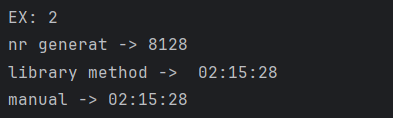 EX: 2
nr generat -> 8128
library method ->  02:15:28
manual -> 02:15:28